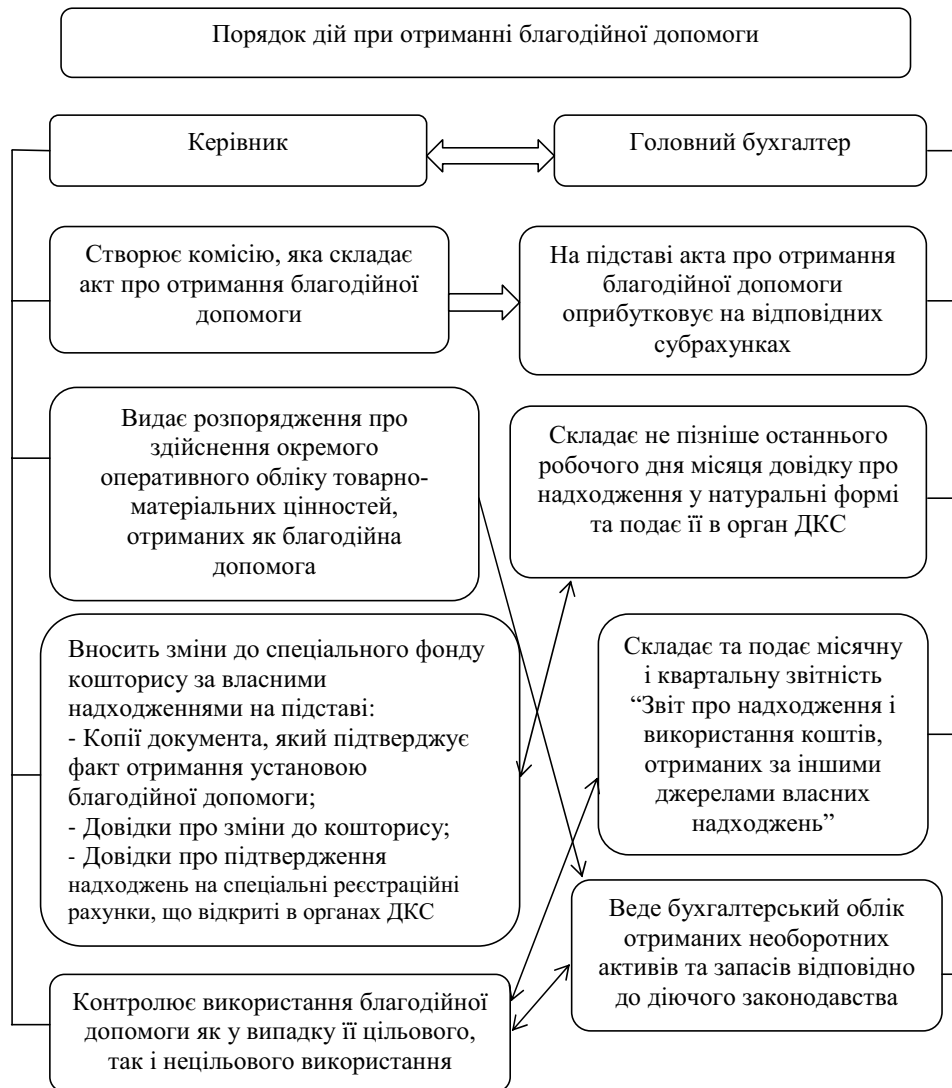 Порядок дій при отриманні благодійної допомоги
Керівник
Головний бухгалтер
Створює комісію, яка складає
акт про отримання благодійної
допомоги
На підставі акта про отримання
благодійної допомоги
оприбутковує на відповідних
субрахунках
Видає розпорядження про
здійснення окремого
оперативного обліку товарно-
матеріальних цінностей,
отриманих як благодійна
допомога
Складає не пізніше останнього
робочого дня місяця довідку про
надходження у натуральні формі
та подає її в орган ДКС
Вносить зміни до спеціального фонду
кошторису за власними
надходженнями на підставі:
- Копії документа, який підтверджує
факт отримання установою
благодійної допомоги;
- Довідки про зміни до кошторису;
- Довідки про підтвердження
надходжень на спеціальні реєстраційні
рахунки, що відкриті в органах ДКС
Складає та подає місячну
і квартальну звітність
“Звіт про надходження і
використання коштів,
отриманих за іншими
джерелами власних
надходжень”
Веде бухгалтерський облік
отриманих необоротних
активів та запасів відповідно
до діючого законодавства
Контролює використання благодійної
допомоги як у випадку її цільового,
так і нецільового використання